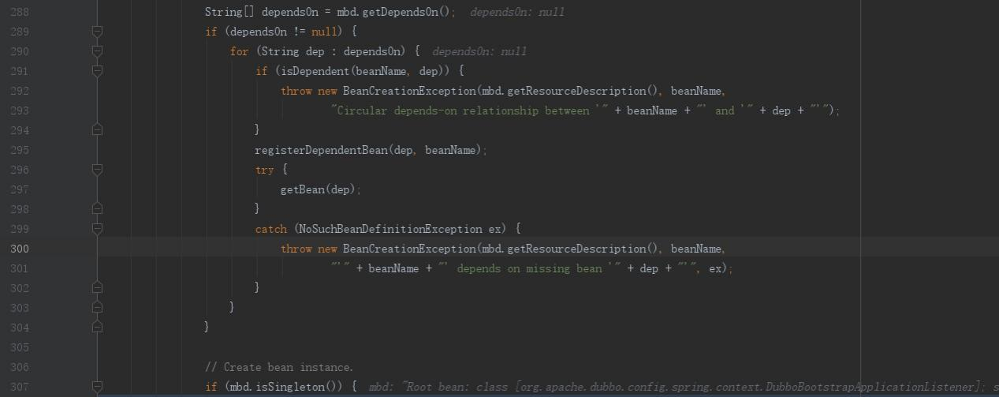 288 String[] dependsOn = mbd.getDependsOn(); dependsOn: null
289 if (dependsOn != null) {
290 for (String dep : dependsOn) { dependsOn: null
291 if (isDependent(beanName, dep)) {
292 throw new BeanCreationException(mbd.getResourceDescription(), beanName,
293 "Circular depends-on relationship between '" + beanName + "' and '" + dep + "'");
294 }
295 registerDependentBean(dep, beanName);
296 try {
297 getBean(dep);
298 }
299 catch (NoSuchBeanDefinitionException ex) {
300 throw new BeanCreationException(mbd.getResourceDescription(), beanName,
301 "'" + beanName + "' depends on missing bean '" + dep + "'", ex);
302 }
303 }
304 }
305
306 // Create bean instance.
307 if (mbd.isSingleton()) { mbd: "Root bean: class [org.apache.dubbo.config.spring.context.DubboBootstrapApplicationListener]; s